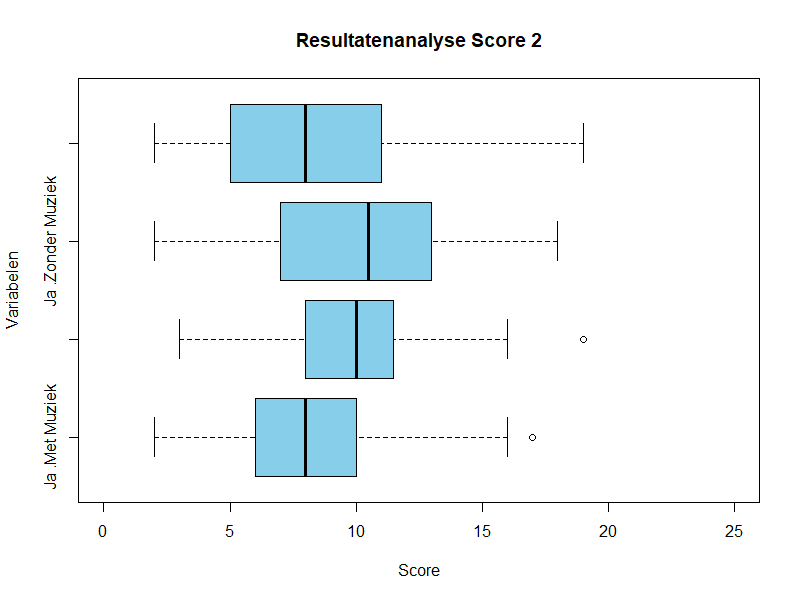 Resultatenanalyse Score 2
Variabelen
Ja .Zonder Muziek
Ja .Met Muziek
0 5 10 15 20 25
Score